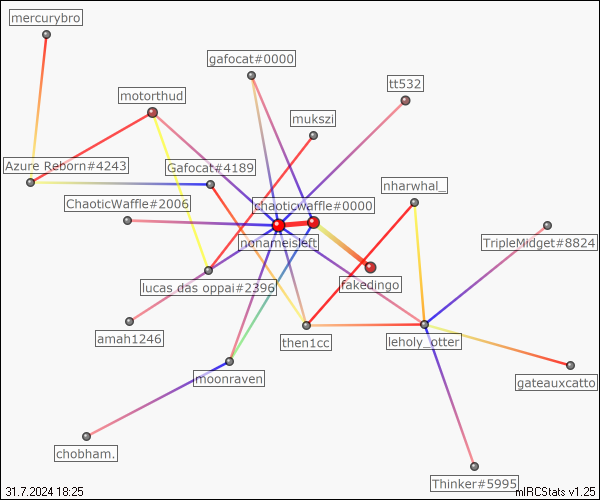 mercurybro
gafocat#0000
tt532
motorthud
mukszi
Azure Reborn#4243
Gafocat#4189
nharwhal_
ChaoticWaffle#2006
chaoticwaffle#0000
nonameisleft
TripleMidget#8824
lucas das oppai#2396
fakedingo
amah1246
then1cc
leholy_otter
moonraven
gateauxcatto
chobham.
Thinker#5995
31.7.2024 18:25
mIRCStats v1.25